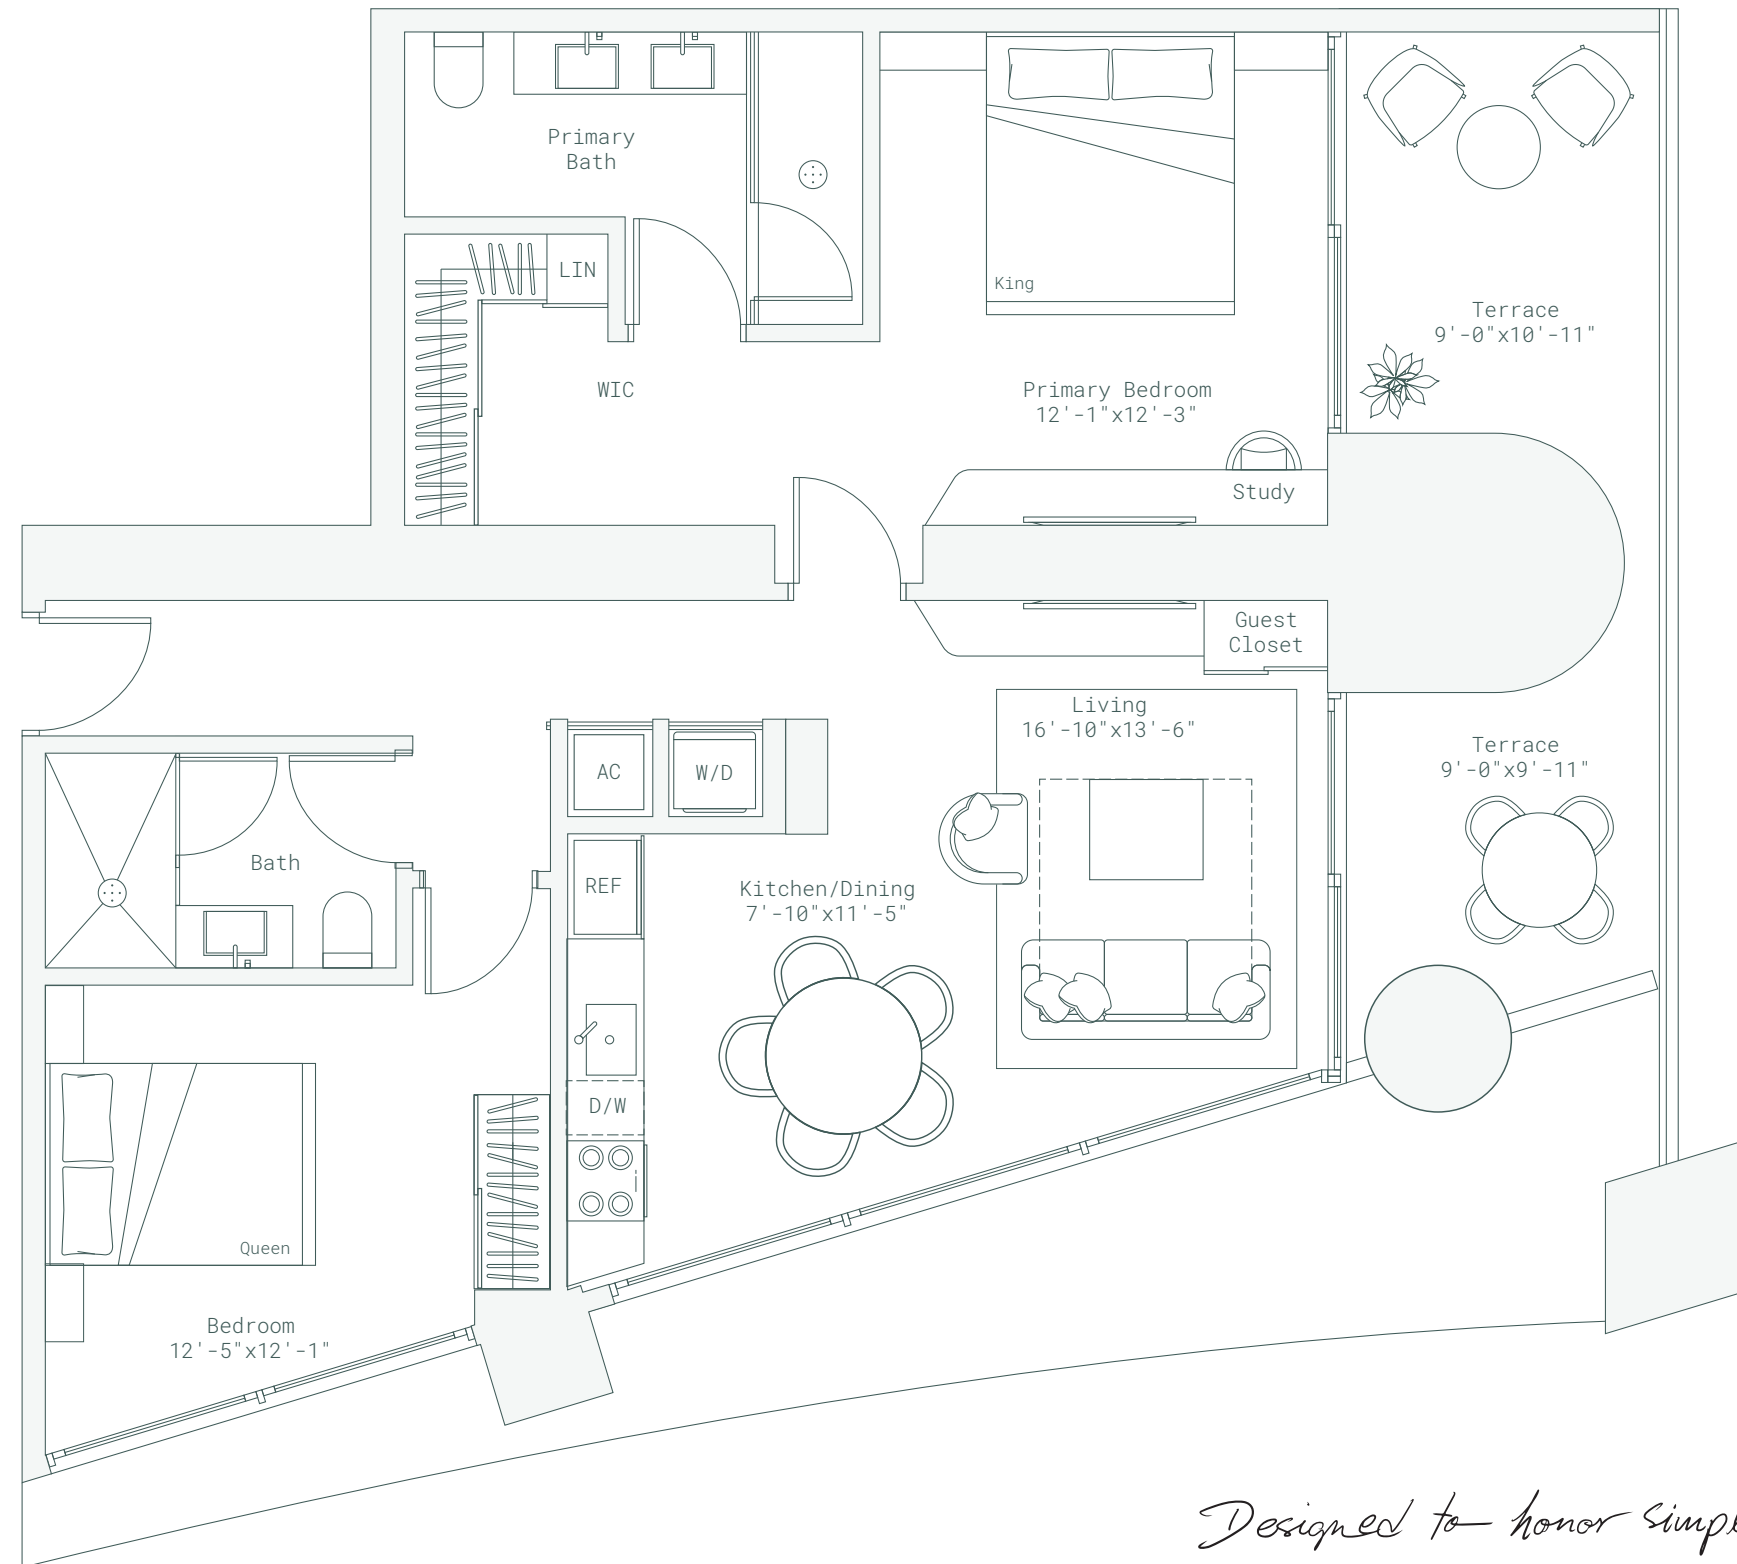 Primary
Bath
LIN
King
Terrace
9'-0"x10'-11"
WIC
Primary Bedroom
12'-1"x12'-3"
Study
Guest
Closet
Living
16'-10"x13'-6"
AC
W/D
Terrace
9'-0"x9'-11"
Bath
REF
Kitchen/Dining
7'-10"x11'-5"
D/W
Queen
Bedroom
12'-5"x12'-1"
Designed to honor